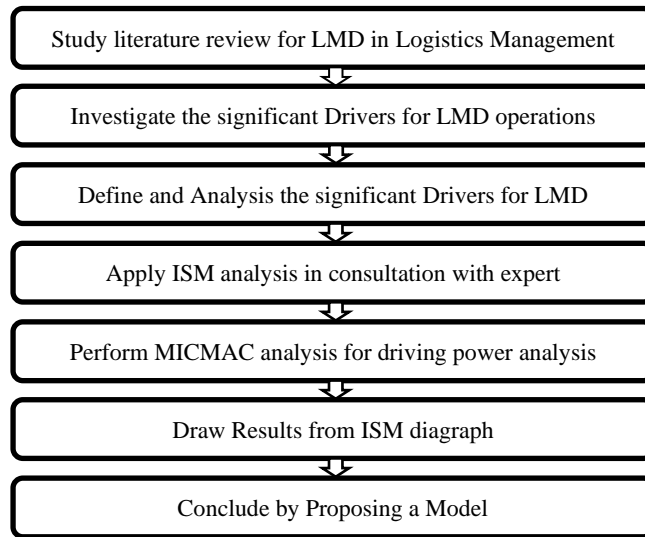 Study literature review for LMD in Logistics Management
Investigate the significant Drivers for LMD operations
Define and Analysis the significant Drivers for LMD
Apply ISM analysis in consultation with expert
Perform MICMAC analysis for driving power analysis
Draw Results from ISM diagraph
Conclude by Proposing a Model